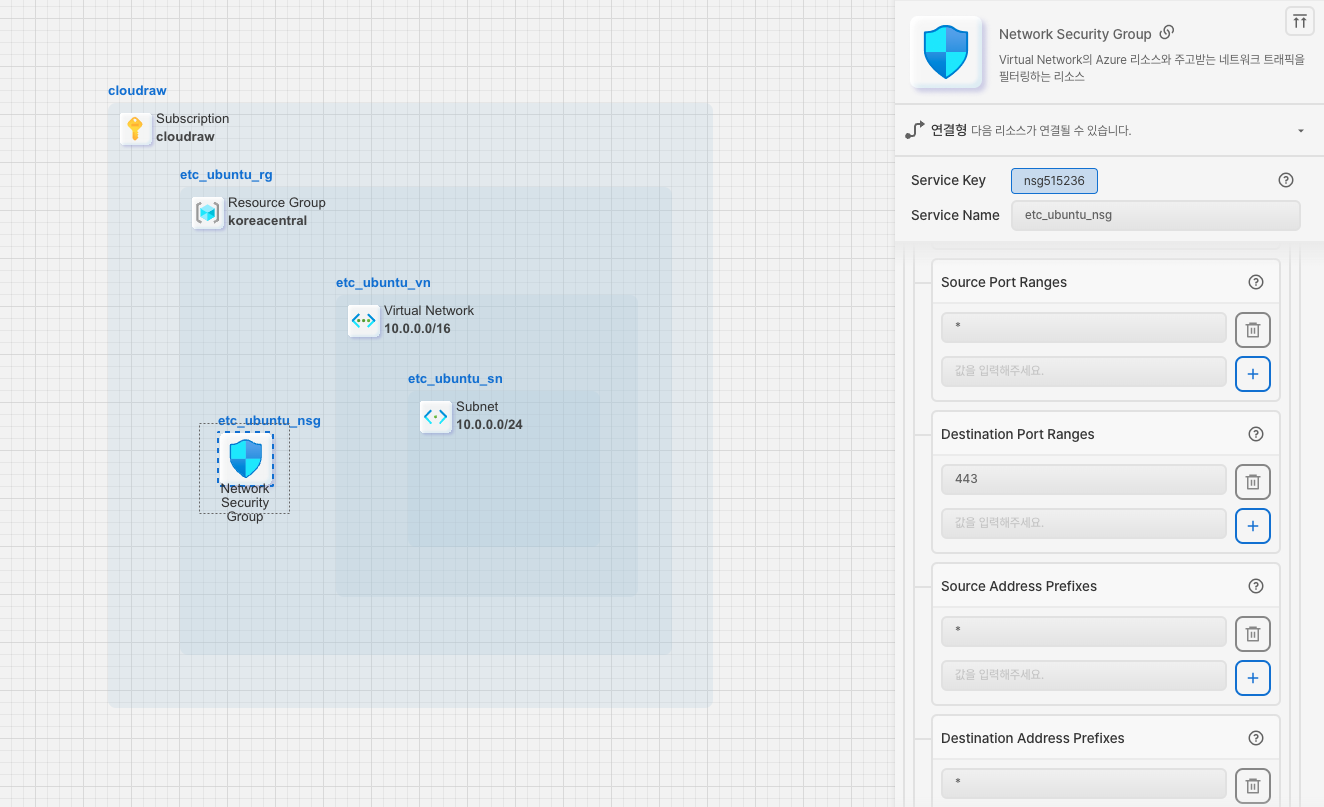 cloudraw
Subscription
cloudraw
etc_ubuntu_rg
Resource Group
koreacentral
etc_ubuntu_vn
Virtual Network
10.0.0.0/16
etc_ubuntu_sn
Subnet
10.0.0.0/24
etc_ubuntu_nsg
Network
Security
Group
Network Security Group
Virtual Network의 Azure 리소스와 주고받는 네트워크 트래픽을
필터링하는 리소스
연결형 다음 리소스가 연결될 수 있습니다.
Service Key
nsg515236
Service Name
etc_ubuntu_nsg
Source Port Ranges
*
값을 입력해주세요.
Destination Port Ranges
443
값을 입력해주세요.
Source Address Prefixes
*
값을 입력해주세요.
Destination Address Prefixes
*